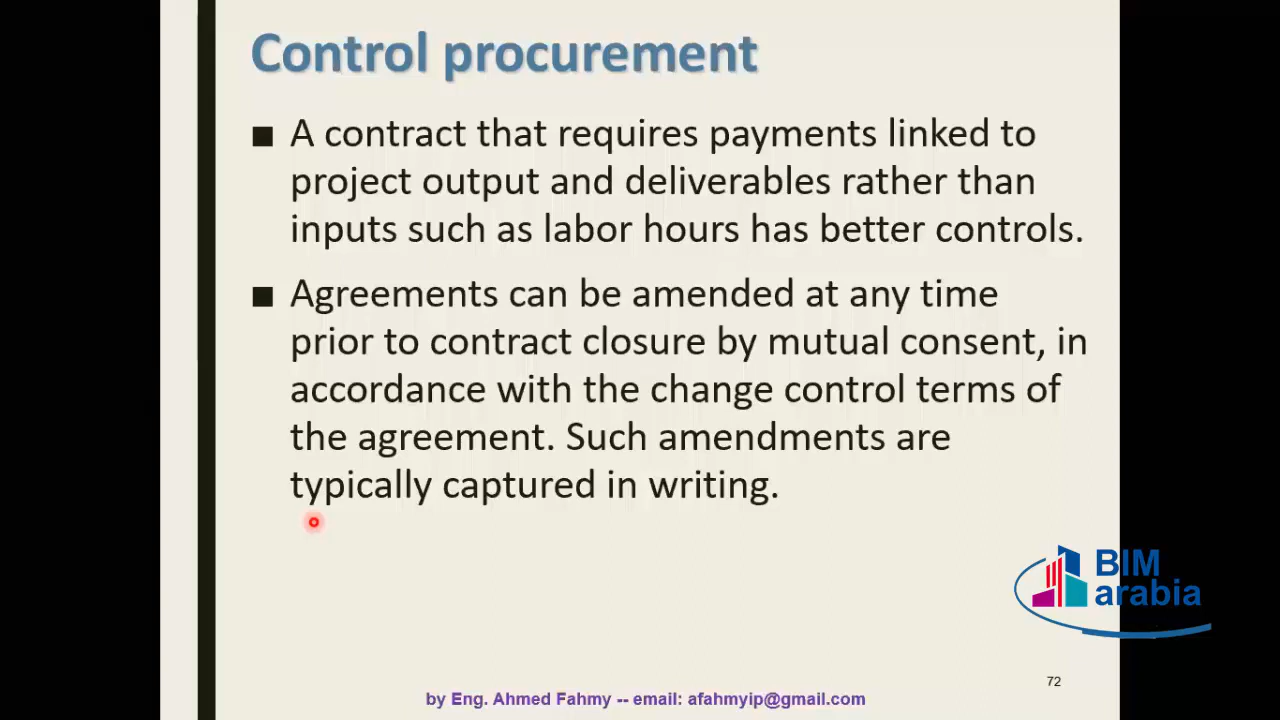 Control procurement
■ A contract that requires payments linked to
project output and deliverables rather than
inputs such as labor hours has better controls.
■ Agreements can be amended at any time
prior to contract closure by mutual consent, in
accordance with the change control terms of
the agreement. Such amendments are
typically captured in writing.
BIM
arabia
72
by Eng. Ahmed Fahmy -- email: afahmyip@gmail.com